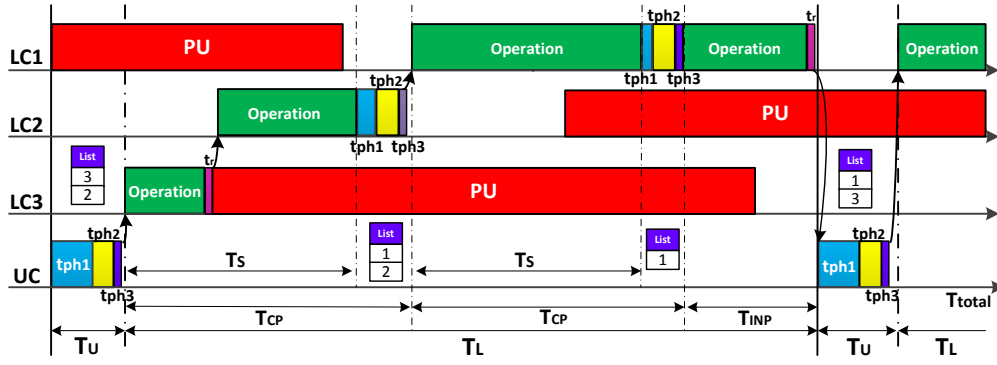 tph2
tr
LC1
PU
Operation
Operation
Operation
tph2
tph1
tph3
LC2
Operation
PU
tph1
tph3
List
3
2
tr
List
1
3
LC3
Operation
PU
tph2
List
1
2
List
1
tph2
UC
tph1
TS
TS
tph1
tph3
tph3
Ttotal
TCP
TCP
TINP
TU
TL
TU
TL